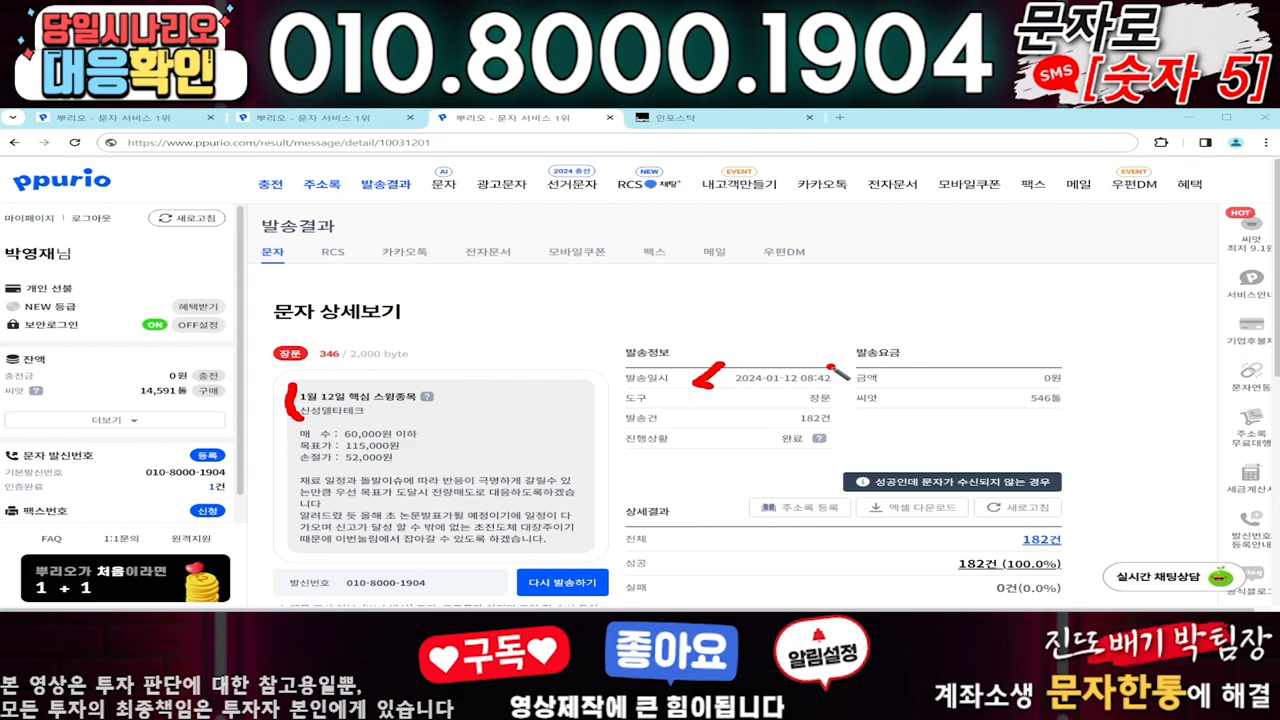 당일시나리오
대응확인
010.8000.1904
문자로
SMS
[숫자 5]
뿌리오 - 문자 서비스 1위
뿌리오 - 문자 서비스 1위
뿌리오 - 문자 서비스 1위
인포스탁
https://www.ppurio.com/result/message/detail/10031201
ppurio
충전
주소록
발송결과
AI
문자
광고문자
2024 총선
선거문자
NEW
RCS 채팅+
EVENT
내고객만들기
카카오톡
전자문서
모바일쿠폰
팩스
메일
EVENT
우편DM
혜택
마이페이지 | 로그아웃
새로고침
박영재님
개인 선불
NEW 등급
혜택받기
보안로그인
ON
OFF설정
잔액
충전금
0원
충전
씨앗 ?
14,591톨
구매
더보기
문자 발신번호
등록
기본발신번호
010-8000-1904
인증완료
1건
팩스번호
신청
FAQ
1:1문의
원격지원
뿌리오가 처음이라면
1 + 1
발송결과
문자
RCS
카카오톡
전자문서
모바일쿠폰
팩스
메일
우편DM
문자 상세보기
장문
346 / 2,000 byte
1월 12일 핵심 스윙종목 ?
신성델타테크
매 수 : 60,000원 이하
목표가 : 115,000원
손절가 : 52,000원
재료 일정과 돌발이슈에 따라 반응이 극명하게 갈릴수 있
는만큼 우선 목표가 도달시 전량매도로 대응하도록하겠습
니다
알려드렸 듯 올해 초 논문발표가될 예정이기에 일정이 다
가오며 신고가 달성 할 수 밖에 없는 초전도체 대장주이기
때문에 이번눌림에서 잡아갈 수 있도록 하겠습니다.
발신번호
010-8000-1904
다시 발송하기
발송정보
발송일시
2024-01-12 08:42
도구
장문
발송건
182건
진행상황
완료 ?
발송요금
금액
0원
씨앗
546톨
성공인데 문자가 수신되지 않는 경우
상세결과
주소록 등록
엑셀 다운로드
새로고침
전체
182건
성공
182건 (100.0%)
실패
0건(0.0%)
HOT
씨앗
최저 9.1원
서비스안내
기업후불제
문자연동
주소록
무료대행
세금계산서
발신번호
등록안내
실시간 채팅상담
공식블로그
구독
좋아요
알림설정
영상제작에 큰 힘이됩니다
본 영상은 투자 판단에 대한 참고용일뿐,
모든 투자의 최종책임은 투자자 본인에게 있습니다
진또배기 박팀장
계좌소생 문자한통에 해결